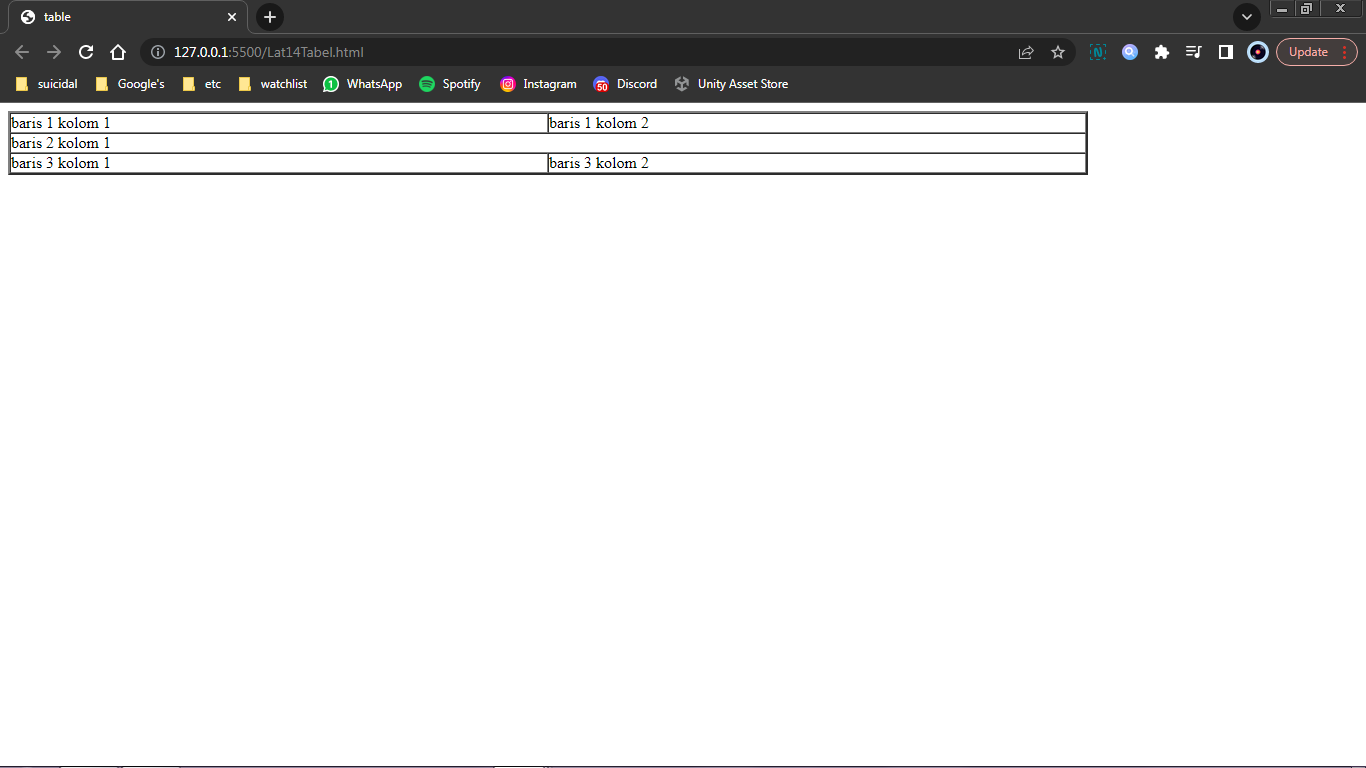 table
127.0.0.1:5500/Lat14Tabel.html
Update
suicidal Google's etc watchlist 1 WhatsApp Spotify Instagram 50 Discord Unity Asset Store
baris 1 kolom 1 baris 1 kolom 2
baris 2 kolom 1
baris 3 kolom 1 baris 3 kolom 2